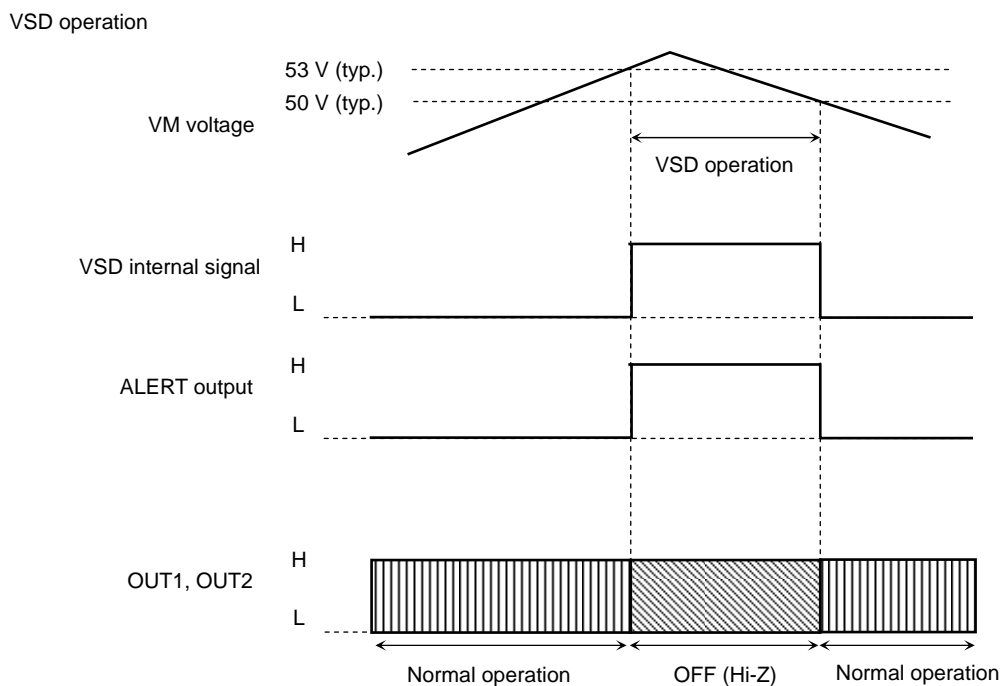 VSD operation
53 V (typ.)
50 V (typ.)
VM voltage
VSD operation
H
VSD internal signal
L
H
ALERT output
L
H
OUT1, OUT2
L
Normal operation
OFF (Hi-Z)
Normal operation